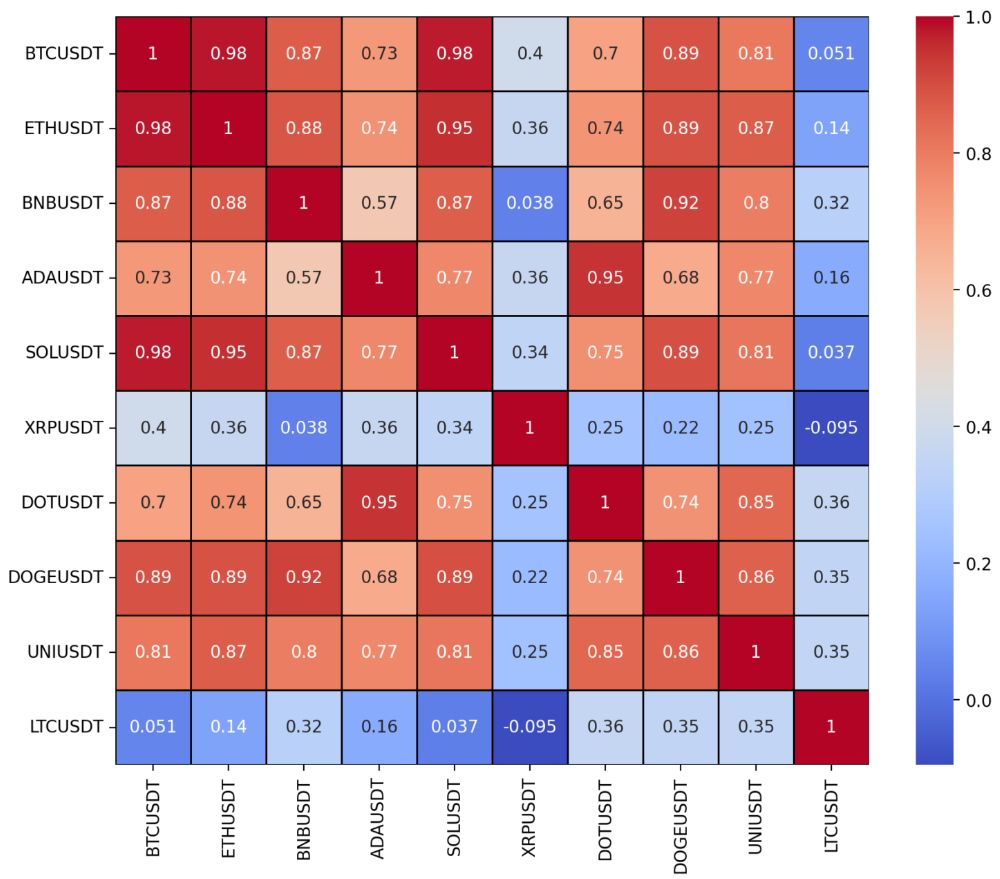 BTCUSDT 1 0.98 0.87 0.73 0.98 0.4 0.7 0.89 0.81 0.051
ETHUSDT 0.98 1 0.88 0.74 0.95 0.36 0.74 0.89 0.87 0.14
BNBUSDT 0.87 0.88 1 0.57 0.87 0.038 0.65 0.92 0.8 0.32
ADAUSDT 0.73 0.74 0.57 1 0.77 0.36 0.95 0.68 0.77 0.16
SOLUSDT 0.98 0.95 0.87 0.77 1 0.34 0.75 0.89 0.81 0.037
XRPUSDT 0.4 0.36 0.038 0.36 0.34 1 0.25 0.22 0.25 -0.095
DOTUSDT 0.7 0.74 0.65 0.95 0.75 0.25 1 0.74 0.85 0.36
DOGEUSDT 0.89 0.89 0.92 0.68 0.89 0.22 0.74 1 0.86 0.35
UNIUSDT 0.81 0.87 0.8 0.77 0.81 0.25 0.85 0.86 1 0.35
LTCUSDT 0.051 0.14 0.32 0.16 0.037 -0.095 0.36 0.35 0.35 1
BTCUSDT ETHUSDT BNBUSDT ADAUSDT SOLUSDT XRPUSDT DOTUSDT DOGEUSDT UNIUSDT LTCUSDT
1.0
0.8
0.6
0.4
0.2
0.0